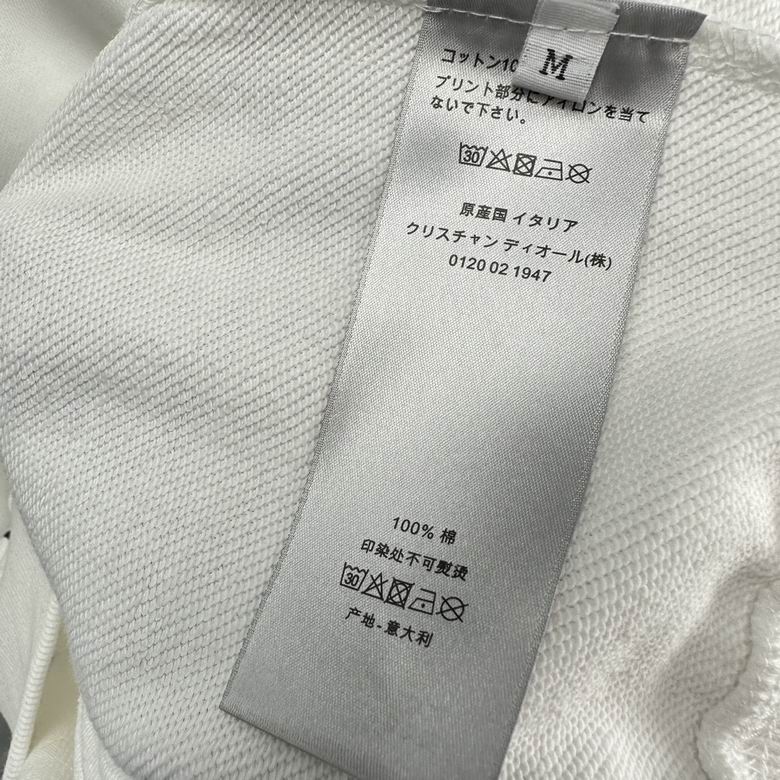 M
コットン10
プリント部分にアイロンを当て
ないで下さい。
30
原産国 イタリア
クリスチャン ディオール(株)
0120 02 1947
100% 棉
印染处不可熨烫
30
产地-意大利